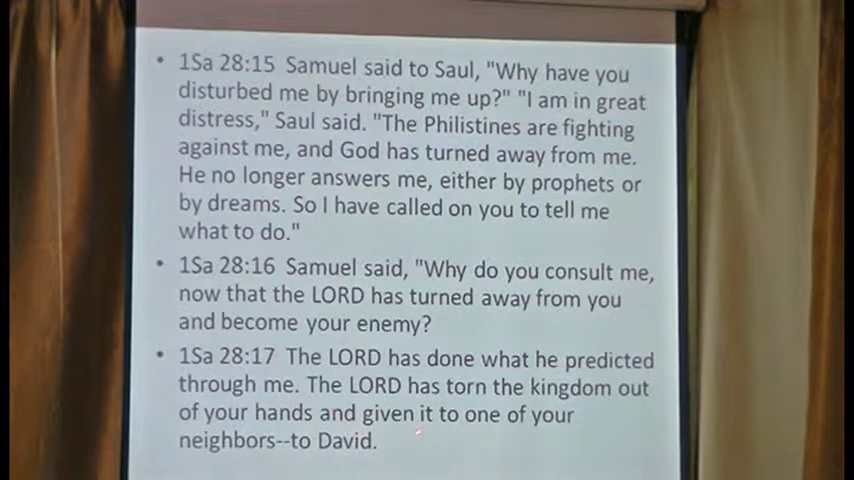 • 1Sa 28:15 Samuel said to Saul, "Why have you
disturbed me by bringing me up?" "I am in great
distress," Saul said. "The Philistines are fighting
against me, and God has turned away from me.
He no longer answers me, either by prophets or
by dreams. So I have called on you to tell me
what to do."
• 1Sa 28:16 Samuel said, "Why do you consult me,
now that the LORD has turned away from you
and become your enemy?
• 1Sa 28:17 The LORD has done what he predicted
through me. The LORD has torn the kingdom out
of your hands and given it to one of your
neighbors--to David.